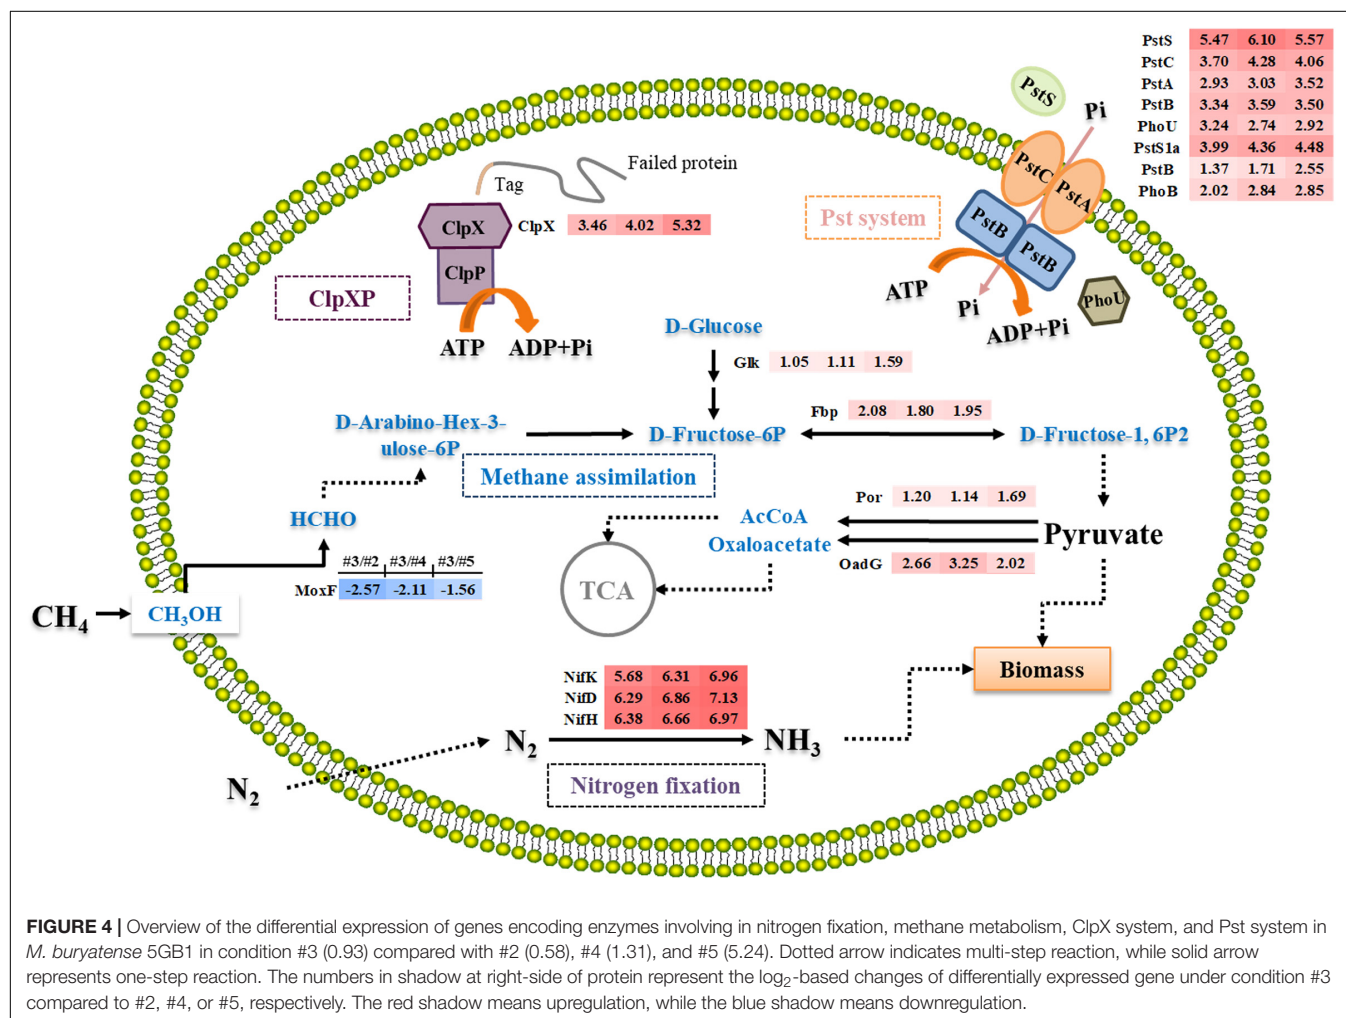 PstS 5.47 6.10 5.57
PstC 3.70 4.28 4.06
PstA 2.93 3.03 3.52
PstB 3.34 3.59 3.50
PhoU 3.24 2.74 2.92
PstS1a 3.99 4.36 4.48
PstB 1.37 1.71 2.55
PhoB 2.02 2.84 2.85
PstS
Pi
PstC
PstA
PstB
PstB
Pst system
ATP
Pi
ADP+Pi
PhoU
Failed protein
Tag
ClpX
ClpX 3.46 4.02 5.32
ClpP
ClpXP
ATP
ADP+Pi
D-Glucose
Glk 1.05 1.11 1.59
Fbp 2.08 1.80 1.95
D-Arabino-Hex-3-
ulose-6P
D-Fructose-6P
D-Fructose-1, 6P2
Methane assimilation
HCHO
#3/#2 #3/#4 #3/#5
MoxF -2.57 -2.11 -1.56
CH4
CH3OH
Por 1.20 1.14 1.69
AcCoA
Oxaloacetate
Pyruvate
OadG 2.66 3.25 2.02
TCA
Biomass
NifK 5.68 6.31 6.96
NifD 6.29 6.86 7.13
NifH 6.38 6.66 6.97
N2
NH3
N2
Nitrogen fixation
FIGURE 4 | Overview of the differential expression of genes encoding enzymes involving in nitrogen fixation, methane metabolism, ClpX system, and Pst system in
M. buryatense 5GB1 in condition #3 (0.93) compared with #2 (0.58), #4 (1.31), and #5 (5.24). Dotted arrow indicates multi-step reaction, while solid arrow
represents one-step reaction. The numbers in shadow at right-side of protein represent the log2-based changes of differentially expressed gene under condition #3
compared to #2, #4, or #5, respectively. The red shadow means upregulation, while the blue shadow means downregulation.